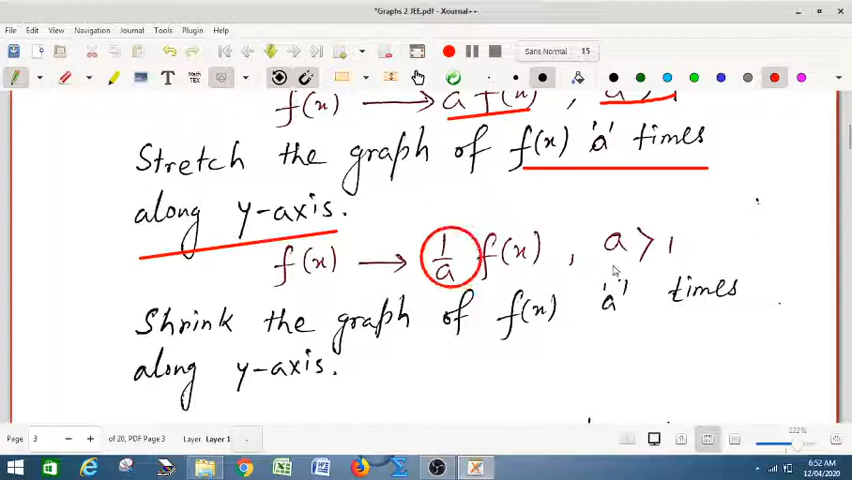 *Graphs 2 JEE.pdf - Xournal++
File Edit View Navigation Journal Tools Plugin Help
Sans Normal 15
f(x) → a f(x), a > 1
Stretch the graph of f(x) 'a' times
along y-axis.
f(x) → 1/a f(x), a > 1
Shrink the graph of f(x) 'a' times
along y-axis.
222%
Page 3 of 20, PDF Page 3 Layer Layer 1
6:52 AM
12/04/2020